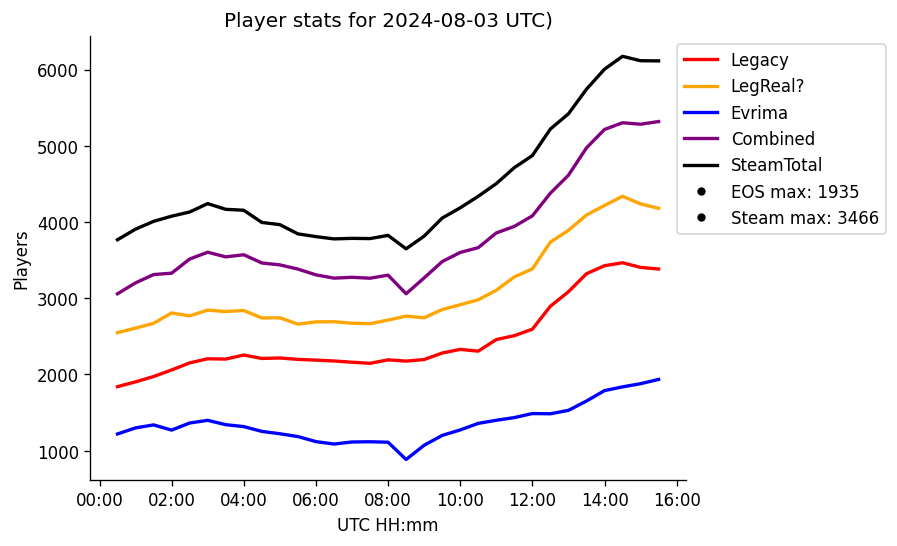 Player stats for 2024-08-03 UTC)
Players
6000
5000
4000
3000
2000
1000
00:00 02:00 04:00 06:00 08:00 10:00 12:00 14:00 16:00
UTC HH:mm
Legacy
LegReal?
Evrima
Combined
SteamTotal
EOS max: 1935
Steam max: 3466